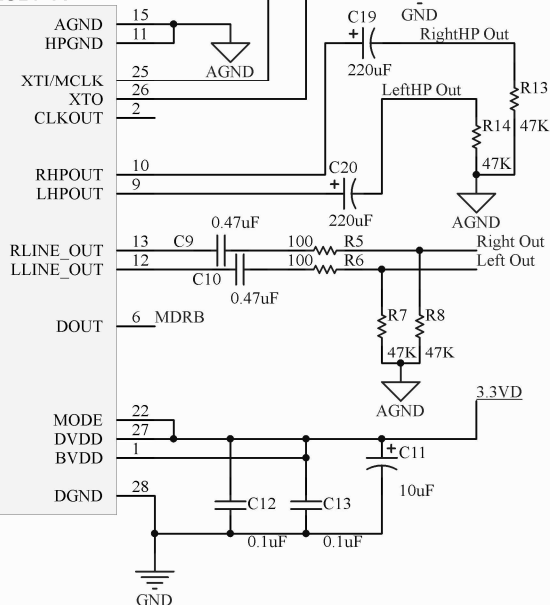 GND
C19
+
220uF
RightHP Out
AGND 15
HPGND 11
AGND
XTI/MCLK 25
XTO 26
CLKOUT 2
LeftHP Out
R13
47K
R14
47K
AGND
RHPOUT 10
LHPOUT 9
C20
+
220uF
0.47uF
RLINE_OUT 13 C9 100 R5 Right Out
LLINE_OUT 12 C10 100 R6 Left Out
0.47uF
DOUT 6 MDRB
R7 R8
47K 47K
AGND
3.3VD
MODE 22
DVDD 27
BVDD 1
+ C11
10uF
DGND 28
C12 C13
0.1uF 0.1uF
GND